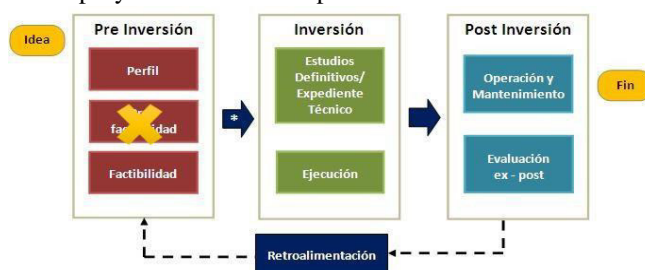 Idea
Pre Inversión
Perfil
factibilidad
Factibilidad
*
Inversión
Estudios
Definitivos/
Expediente
Técnico
Ejecución
Post Inversión
Operación y
Mantenimiento
Evaluación
ex - post
Fin
Retroalimentación